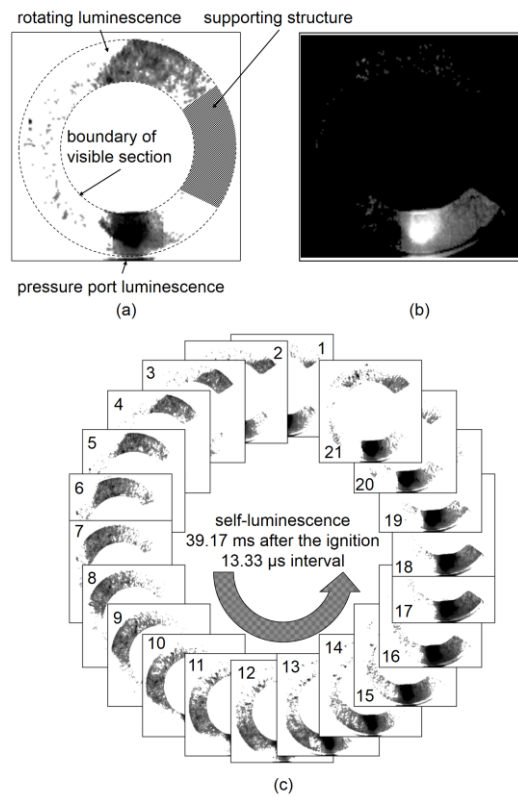 rotating luminescence
supporting structure
boundary of
visible section
pressure port luminescence
(a)
(b)
1
2
3
4
5
6
7
8
9
10
11
12
13
14
15
16
17
18
19
20
21
self-luminescence
39.17 ms after the ignition
13.33 μs interval
(c)